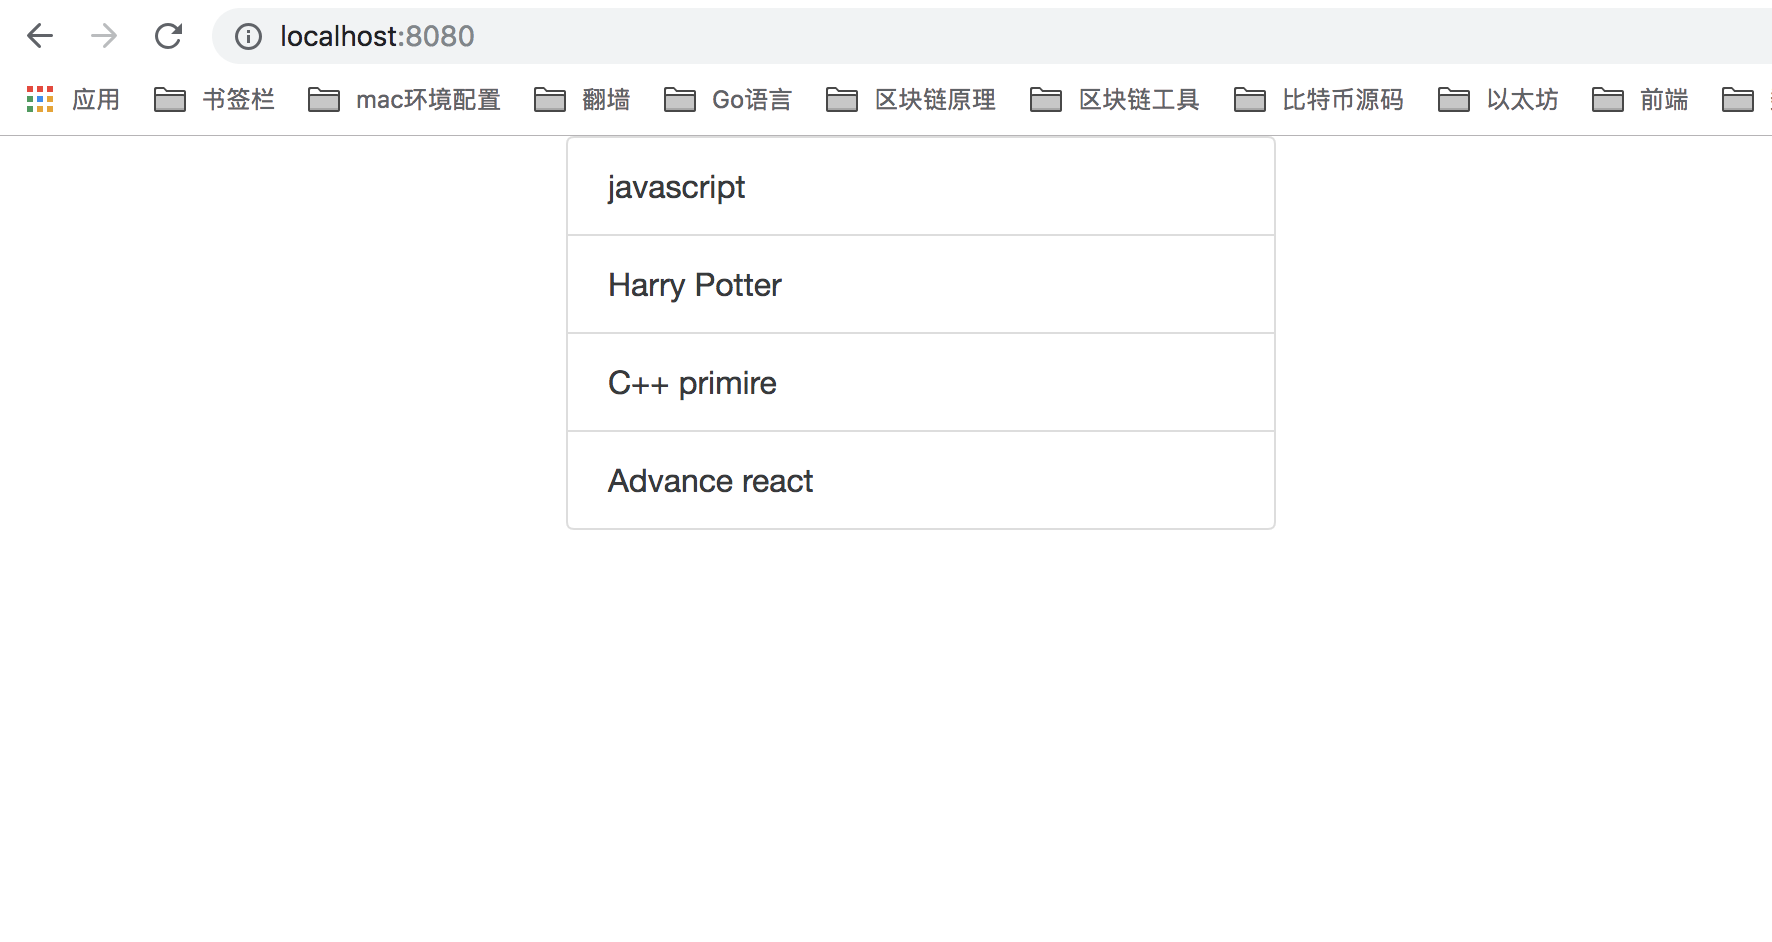 localhost:8080
应用 书签栏 mac环境配置 翻墙 Go语言 区块链原理 区块链工具 比特币源码 以太坊 前端
javascript
Harry Potter
C++ primire
Advance react